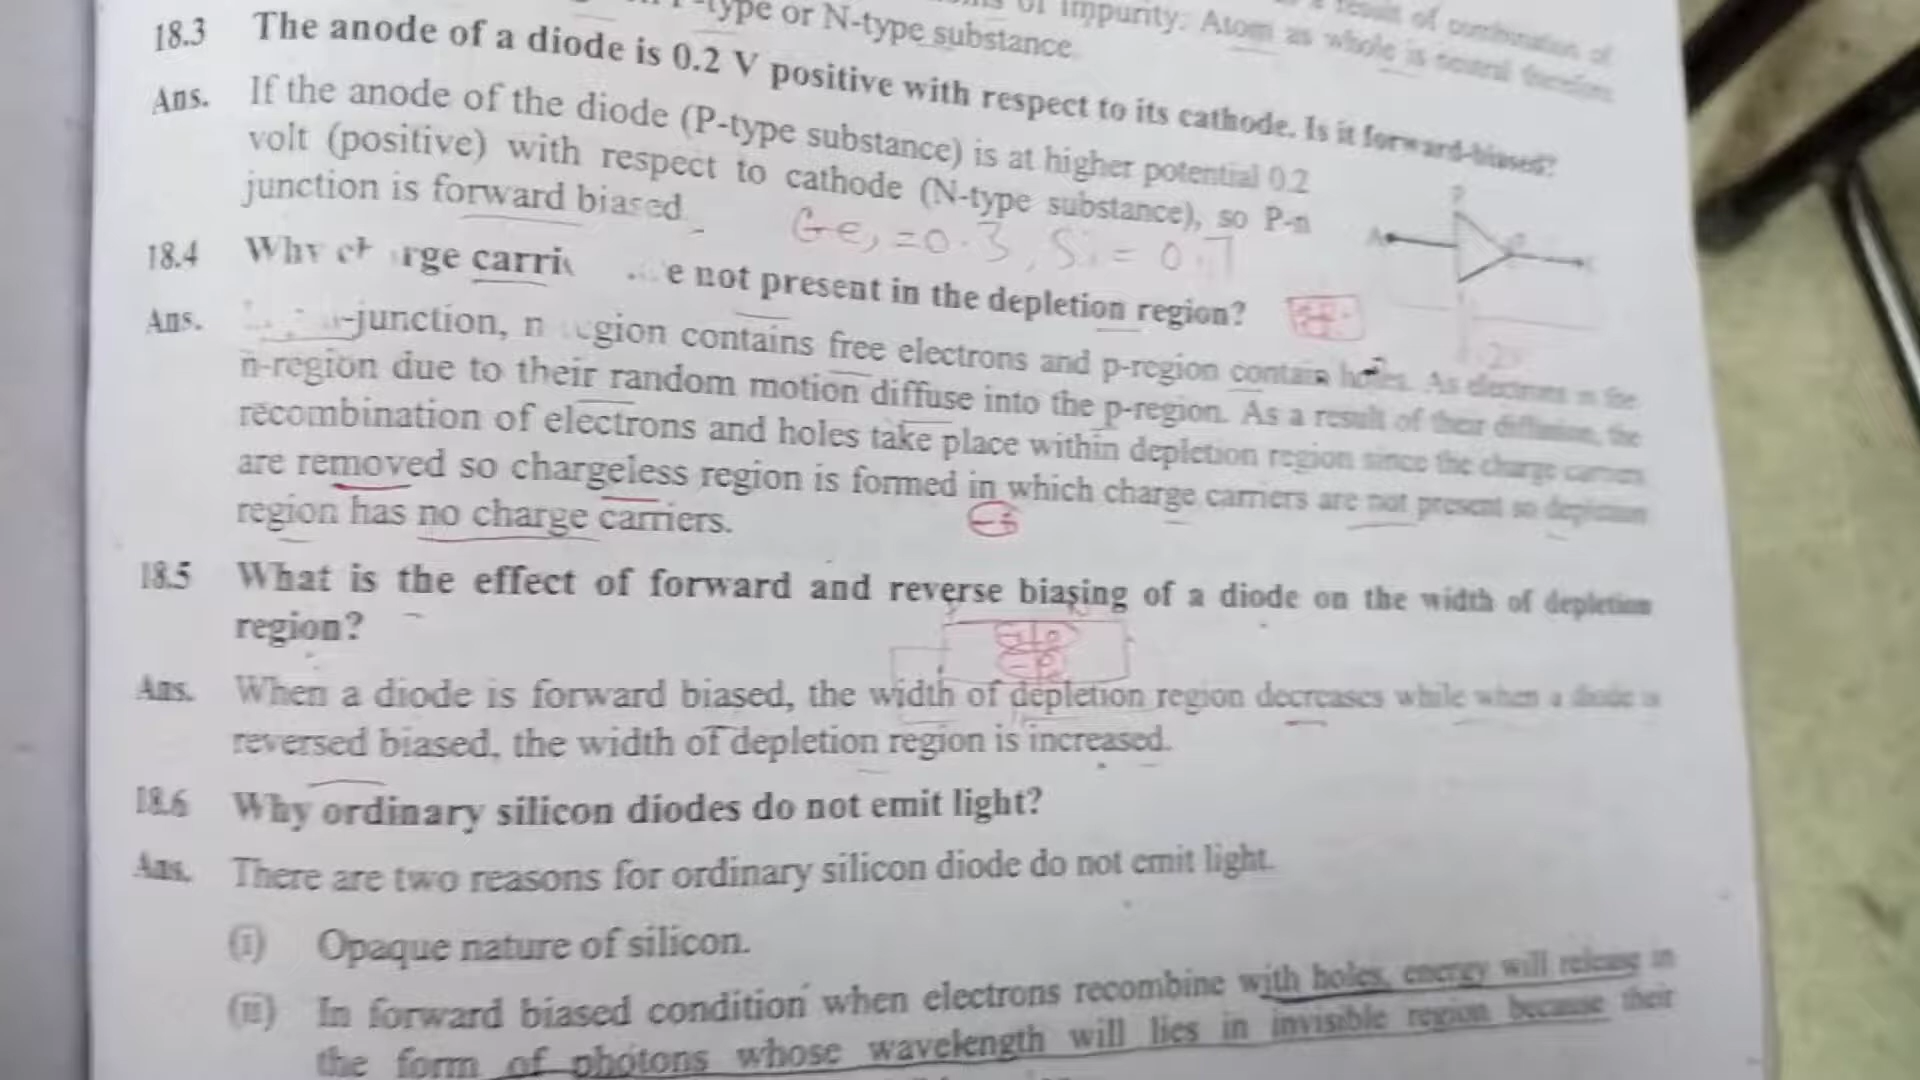 -type or N-type substance.
of impurity. Atom as whole is neutral therefore
18.3 The anode of a diode is 0.2 V positive with respect to its cathode. Is it forward-biased?
Ans. If the anode of the diode (P-type substance) is at higher potential 0.2
volt (positive) with respect to cathode (N-type substance), so P-n
junction is forward biased.
Ge, =0.3, Si = 0.7
18.4 Why ch rge carri e not present in the depletion region?
Ans. -junction, n gion contains free electrons and p-region contain holes. As electrons in the
n-region due to their random motion diffuse into the p-region. As a result of their diffusion, the
recombination of electrons and holes take place within depletion region since the charge carriers
are removed so chargeless region is formed in which charge carriers are not present so depletion
region has no charge carriers.
18.5 What is the effect of forward and reverse biasing of a diode on the width of depletion
region?
Ans. When a diode is forward biased, the width of depletion region decreases while when a diode is
reversed biased, the width of depletion region is increased.
18.6 Why ordinary silicon diodes do not emit light?
Ans. There are two reasons for ordinary silicon diode do not emit light.
(i) Opaque nature of silicon.
(ii) In forward biased condition when electrons recombine with holes, energy will release in
the form of photons whose wavelength will lies in invisible region because their